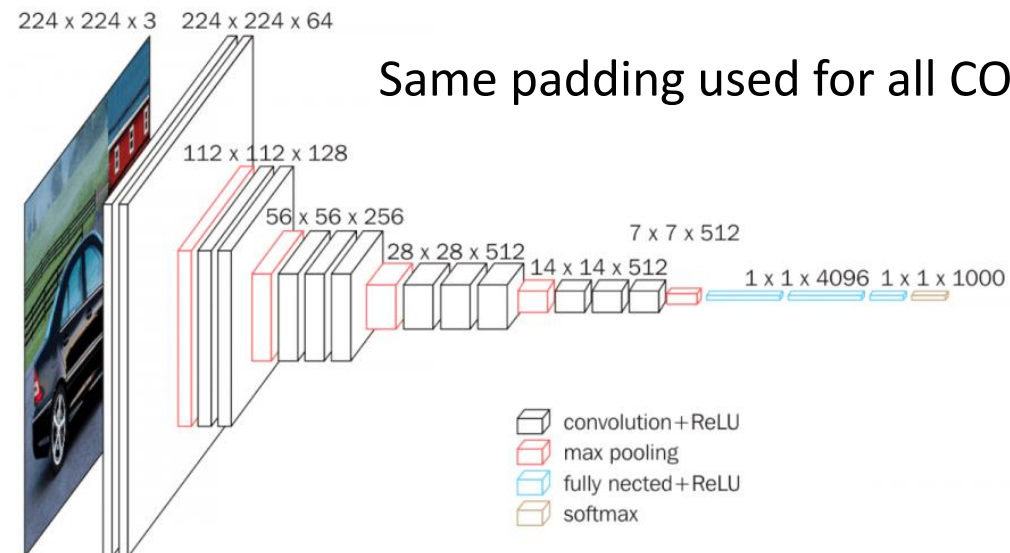 224 x 224 x 3
224 x 224 x 64
Same padding used for all CO
112 x 112 x 128
56 x 56 x 256
28 x 28 x 512
14 x 14 x 512
7 x 7 x 512
1 x 1 x 4096
1 x 1 x 1000
convolution+ReLU
max pooling
fully nected+ReLU
softmax